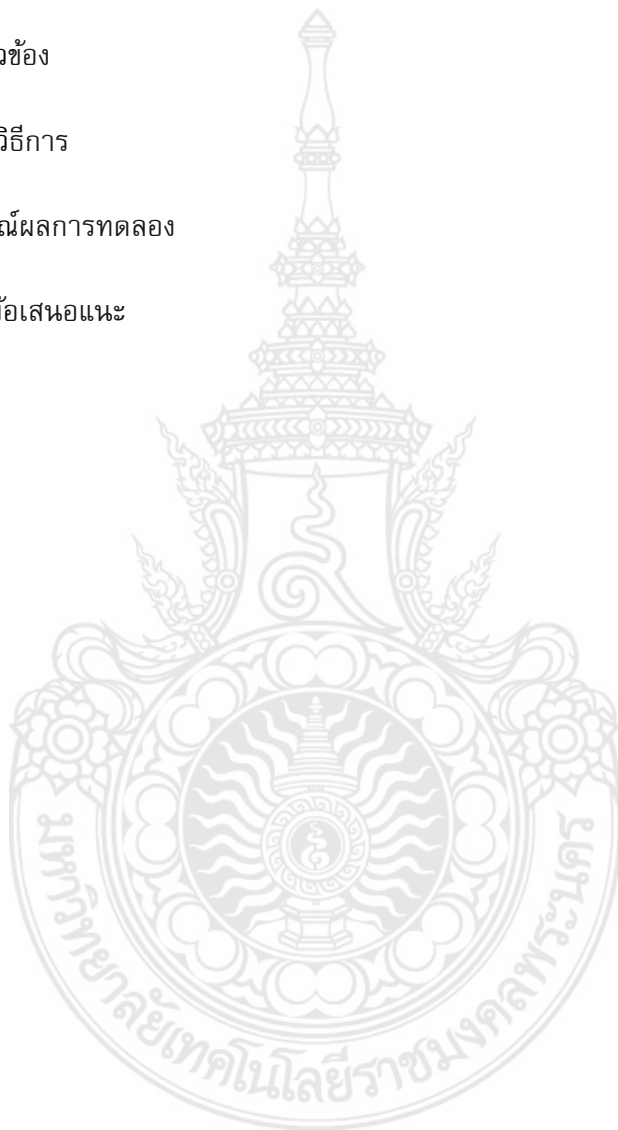 วข้อง
วิธีการ
ณ์ผลการทดลอง
ข้อเสนอแนะ
มหาวิทยาลัยเทคโนโลยีราชมงคลพระนคร